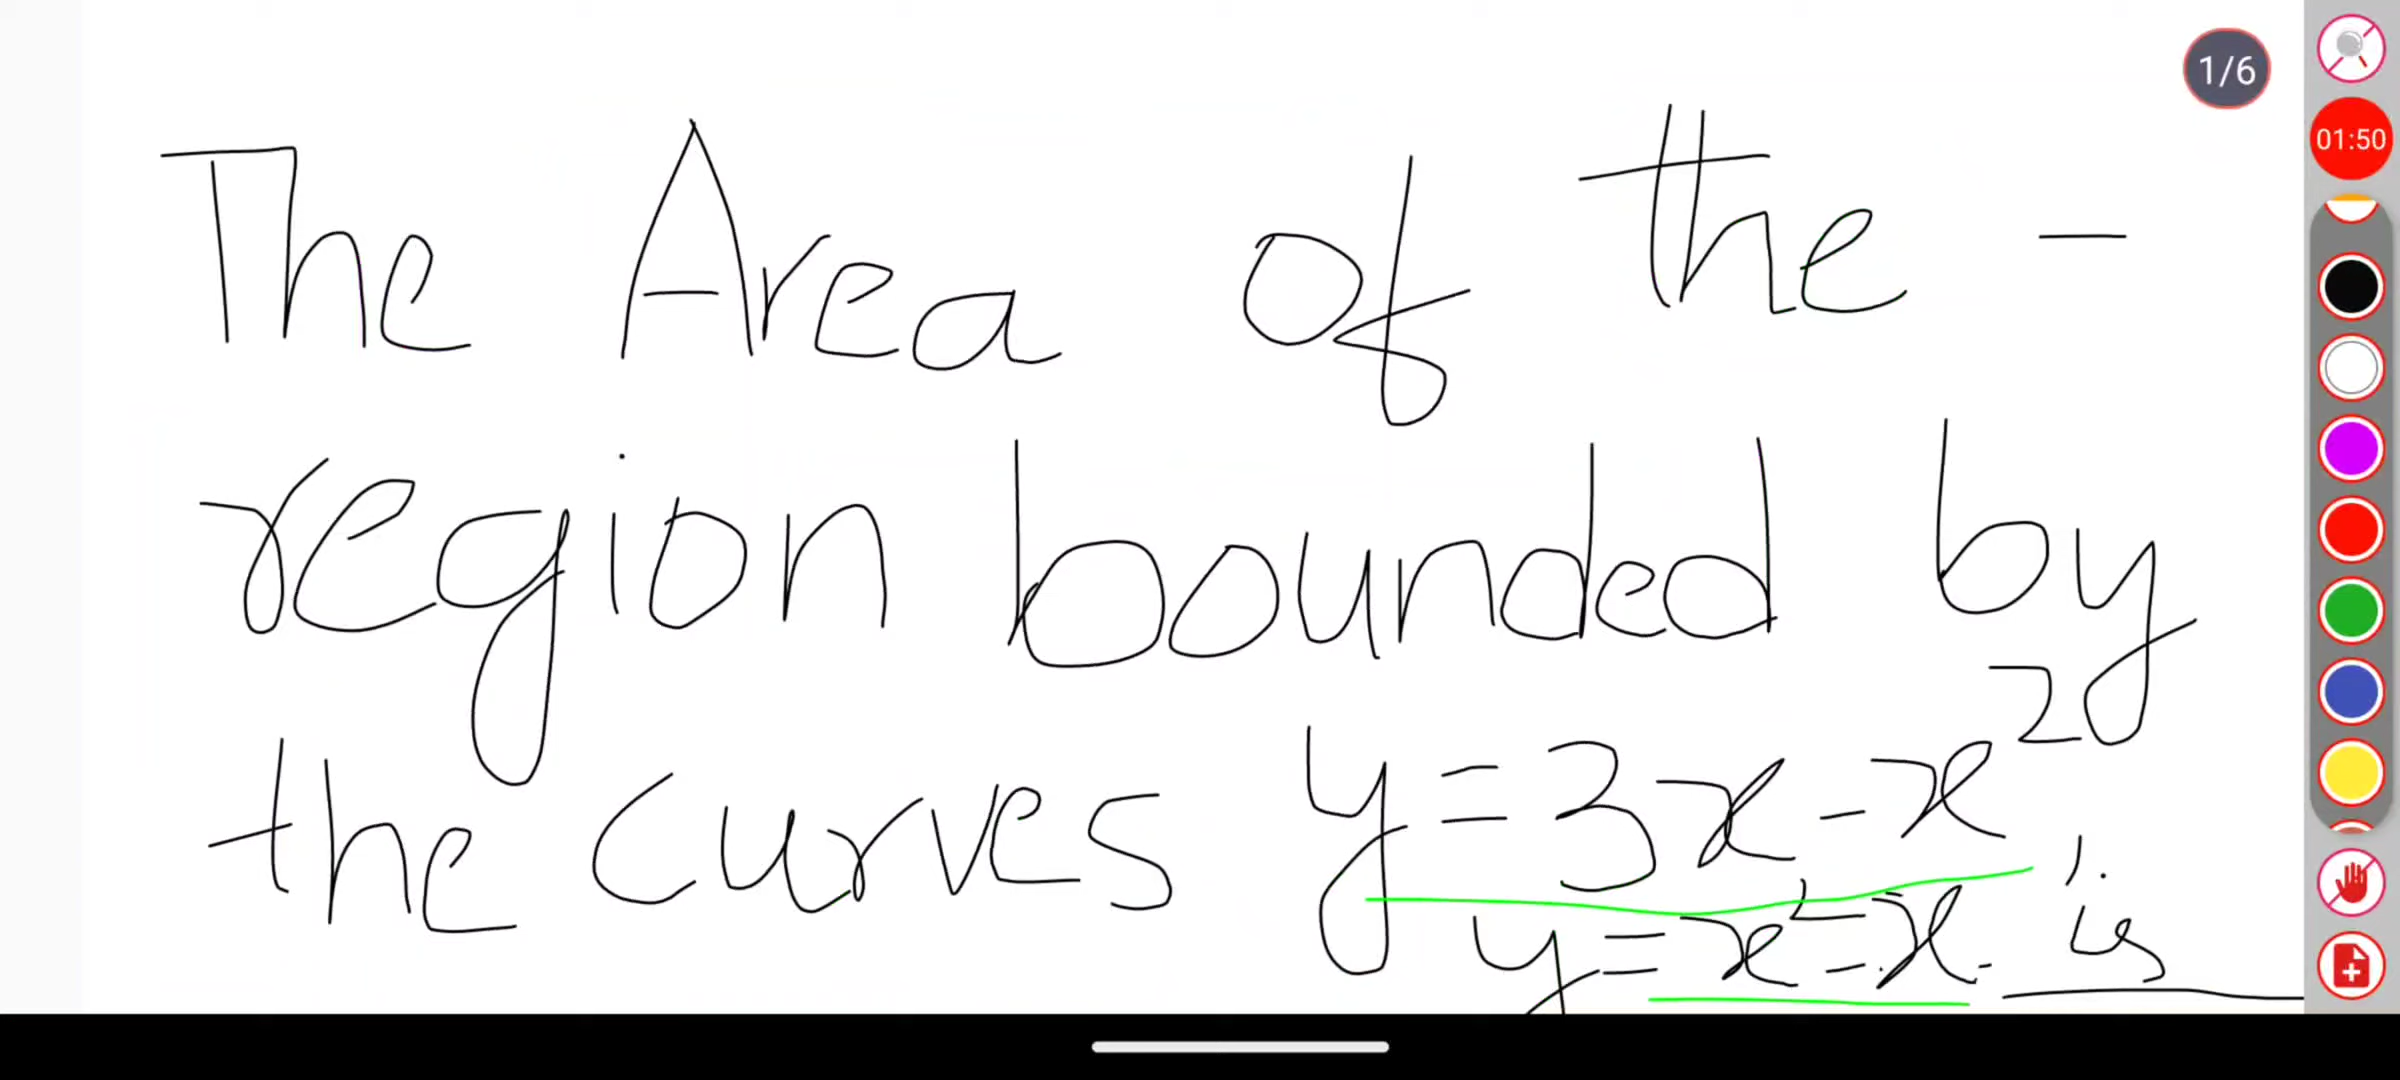 1/6
01:50
The Area of the -
region bounded by
the curves y = 3x - x²,
y = x² - x. is